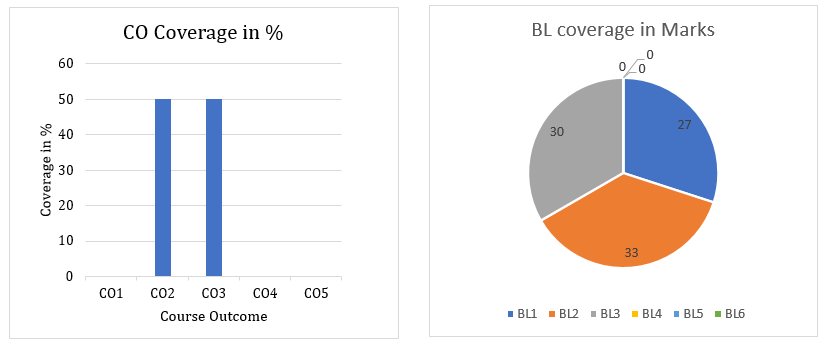 CO Coverage in %
60
50
40
30
20
10
0
Coverage in %
CO1 CO2 CO3 CO4 CO5
Course Outcome
BL coverage in Marks
0
0 0
27
30
33
BL1 BL2 BL3 BL4 BL5 BL6